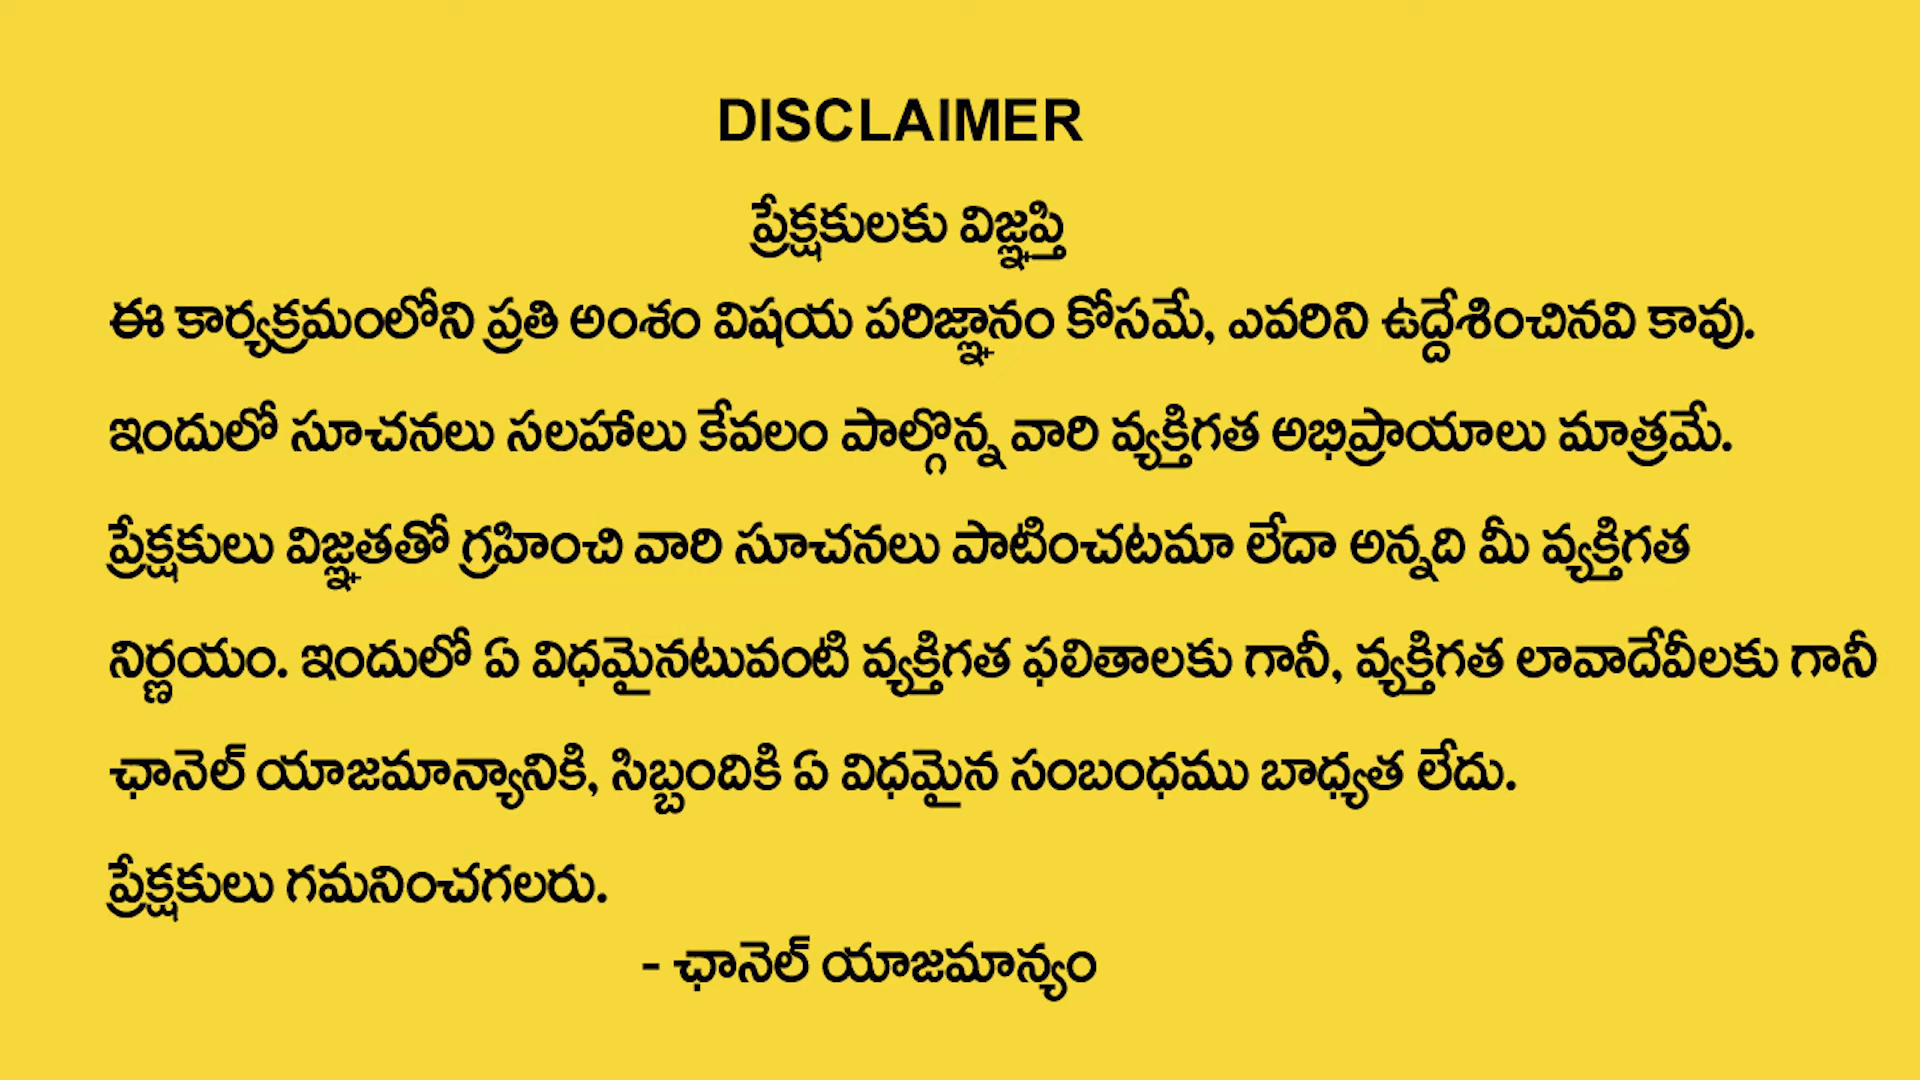 DISCLAIMER
ప్రేక్షకులకు విజ్ఞప్తి
ఈ కార్యక్రమంలోని ప్రతి అంశం విషయ పరిజ్ఞానం కోసమే, ఎవరిని ఉద్దేశించినవి కావు.
ఇందులో సూచనలు సలహాలు కేవలం పాల్గొన్న వారి వ్యక్తిగత అభిప్రాయాలు మాత్రమే.
ప్రేక్షకులు విజ్ఞతతో గ్రహించి వారి సూచనలు పాటించటమా లేదా అన్నది మీ వ్యక్తిగత
నిర్ణయం. ఇందులో ఏ విధమైనటువంటి వ్యక్తిగత ఫలితాలకు గానీ, వ్యక్తిగత లావాదేవీలకు గానీ
ఛానెల్ యాజమాన్యానికి, సిబ్బందికి ఏ విధమైన సంబంధము బాధ్యత లేదు.
ప్రేక్షకులు గమనించగలరు.
- ఛానెల్ యాజమాన్యం